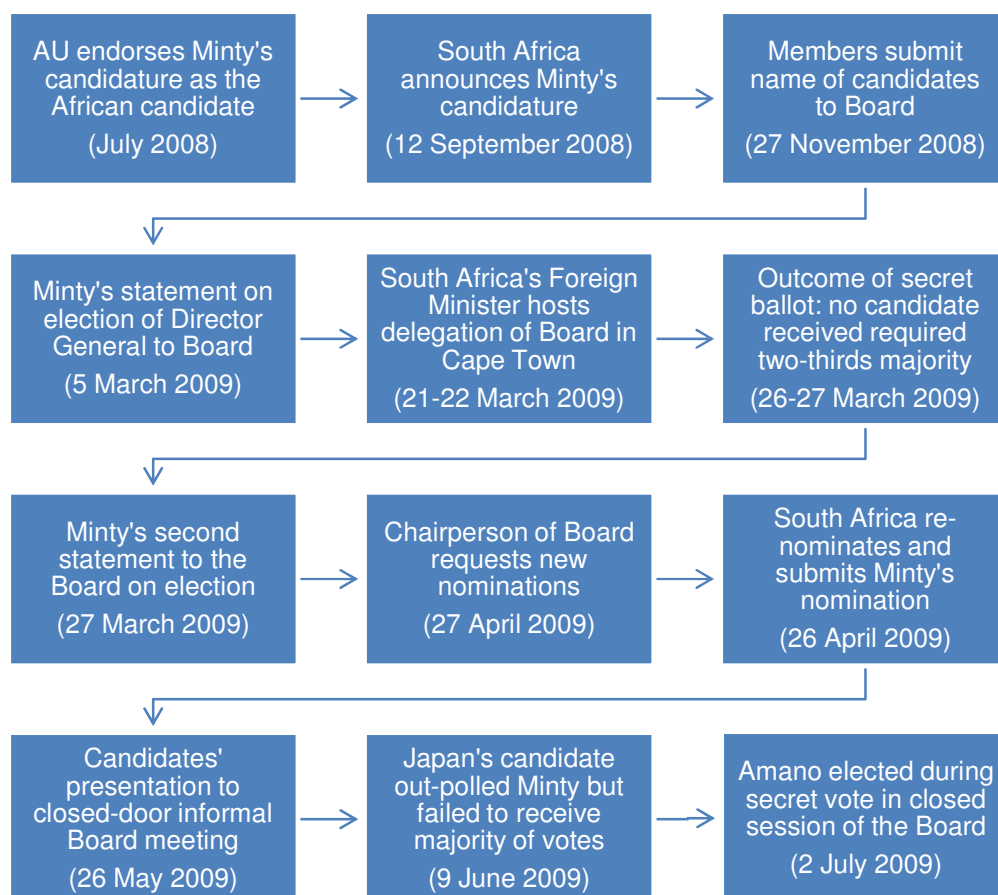 AU endorses Minty's
candidature as the
African candidate
(July 2008)
South Africa
announces Minty's
candidature
(12 September 2008)
Members submit
name of candidates
to Board
(27 November 2008)
Minty's statement on
election of Director
General to Board
(5 March 2009)
South Africa's Foreign
Minister hosts
delegation of Board in
Cape Town
(21-22 March 2009)
Outcome of secret
ballot: no candidate
received required
two-thirds majority
(26-27 March 2009)
Minty's second
statement to the
Board on election
(27 March 2009)
Chairperson of Board
requests new
nominations
(27 April 2009)
South Africa re-
nominates and
submits Minty's
nomination
(26 April 2009)
Candidates'
presentation to
closed-door informal
Board meeting
(26 May 2009)
Japan's candidate
out-polled Minty but
failed to receive
majority of votes
(9 June 2009)
Amano elected during
secret vote in closed
session of the Board
(2 July 2009)